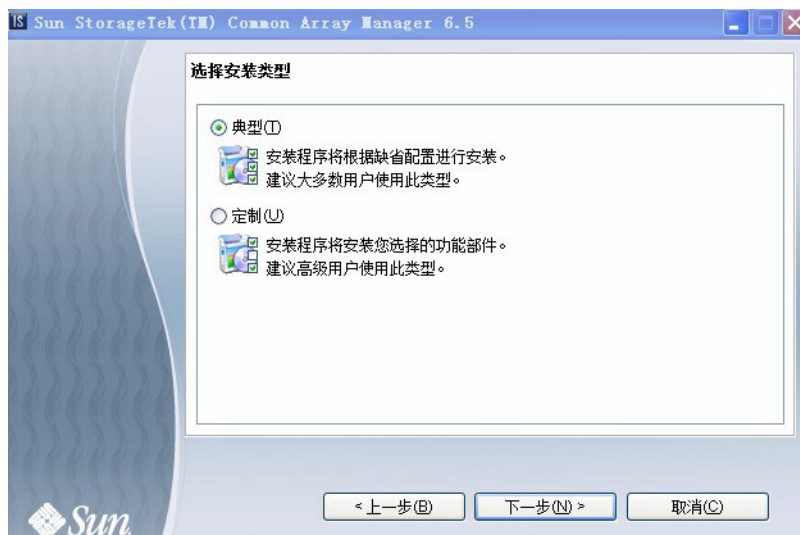 Sun StorageTek(TM) Common Array Manager 6.5
选择安装类型
典型(T)
安装程序将根据缺省配置进行安装。
建议大多数用户使用此类型。
定制(U)
安装程序将安装您选择的功能部件。
建议高级用户使用此类型。
<上一步(B)
下一步(N)>
取消(C)
Sun